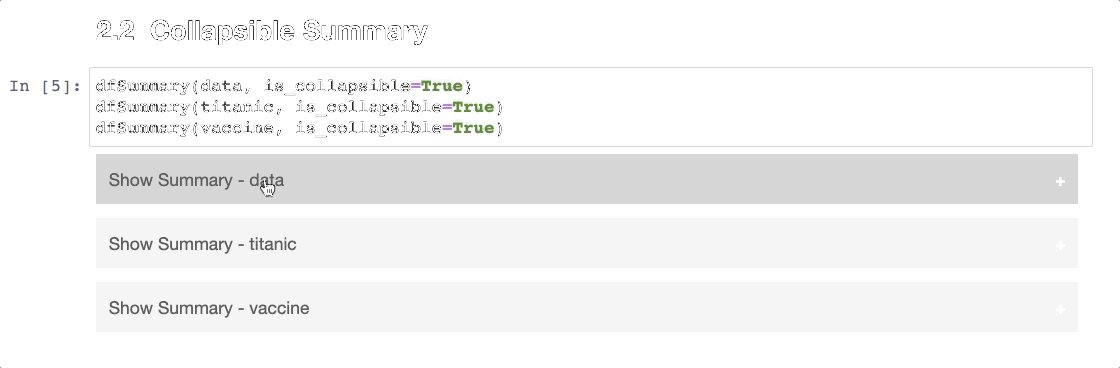 2.2 Collapsible Summary
In [5]: dfSummary(data, is_collapsible=True)
dfSummary(titanic, is_collapsible=True)
dfSummary(vaccine, is_collapsible=True)
Show Summary - data +
Show Summary - titanic +
Show Summary - vaccine +